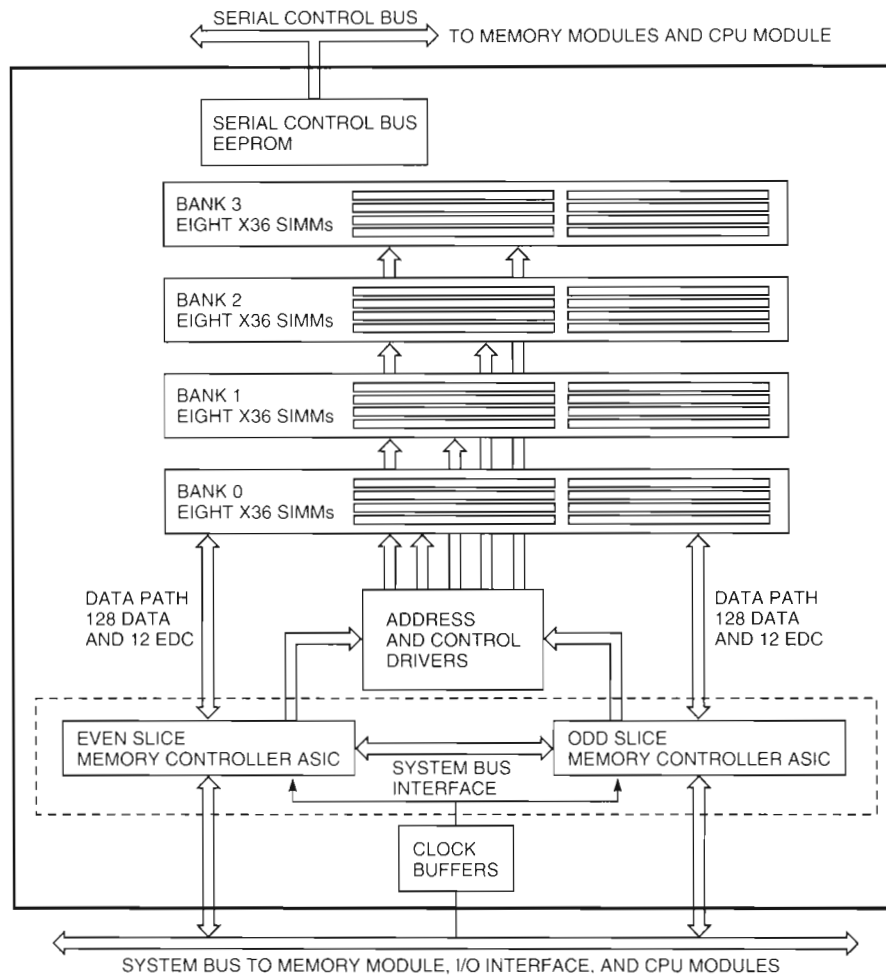 SERIAL CONTROL BUS
TO MEMORY MODULES AND CPU MODULE
SERIAL CONTROL BUS
EEPROM
BANK 3
EIGHT X36 SIMMs
BANK 2
EIGHT X36 SIMMs
BANK 1
EIGHT X36 SIMMs
BANK 0
EIGHT X36 SIMMs
DATA PATH
128 DATA
AND 12 EDC
ADDRESS
AND CONTROL
DRIVERS
DATA PATH
128 DATA
AND 12 EDC
EVEN SLICE
MEMORY CONTROLLER ASIC
SYSTEM BUS
INTERFACE
ODD SLICE
MEMORY CONTROLLER ASIC
CLOCK
BUFFERS
SYSTEM BUS TO MEMORY MODULE, I/O INTERFACE, AND CPU MODULES